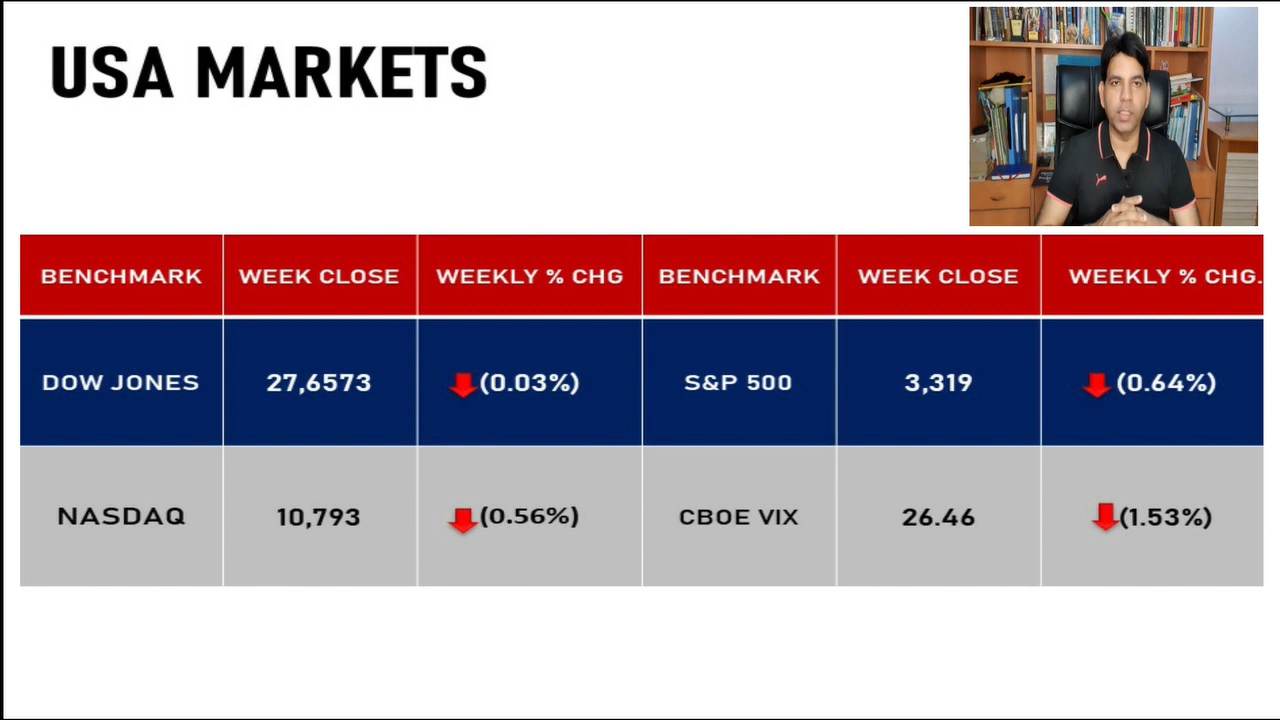 USA MARKETS
BENCHMARK WEEK CLOSE WEEKLY % CHG BENCHMARK WEEK CLOSE WEEKLY % CHG.
DOW JONES 27,6573 (0.03%) S&P 500 3,319 (0.64%)
NASDAQ 10,793 (0.56%) CBOE VIX 26.46 (1.53%)